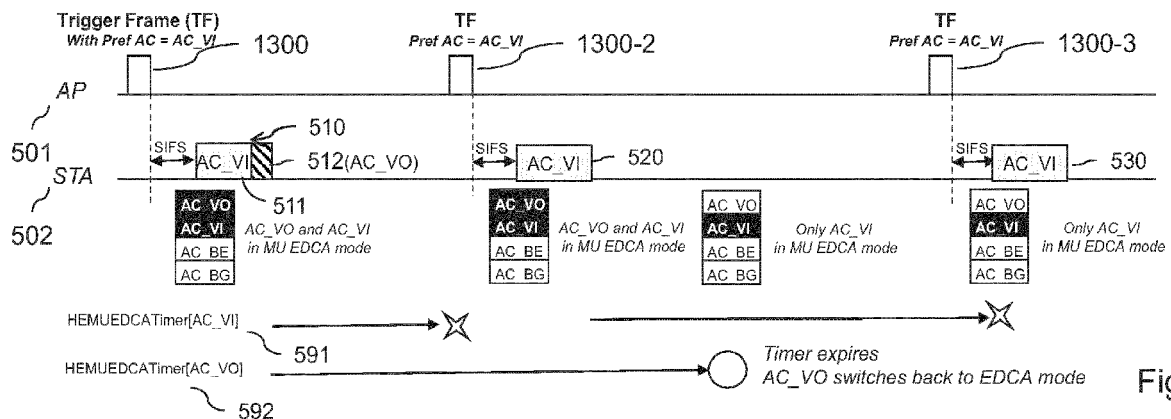 Trigger Frame (TF)
With Pref AC = AC_VI
1300
TF
Pref AC = AC_VI
1300-2
TF
Pref AC = AC_VI
1300-3
AP
501
SIFS
AC_VI
510
512(AC_VO)
SIFS
AC_VI
520
SIFS
AC_VI
530
STA
502
511
AC_VO
AC_VI
AC_BE
AC_BG
AC_VO and AC_VI
in MU EDCA mode
AC_VO
AC_VI
AC_BE
AC_BG
AC_VO and AC_VI
in MU EDCA mode
AC_VO
AC_VI
AC_BE
AC_BG
Only AC_VI
in MU EDCA mode
AC_VO
AC_VI
AC_BE
AC_BG
Only AC_VI
in MU EDCA mode
HEMUEDCATimer[AC_VI]
591
HEMUEDCATimer[AC_VO]
592
Timer expires
AC_VO switches back to EDCA mode
Fig